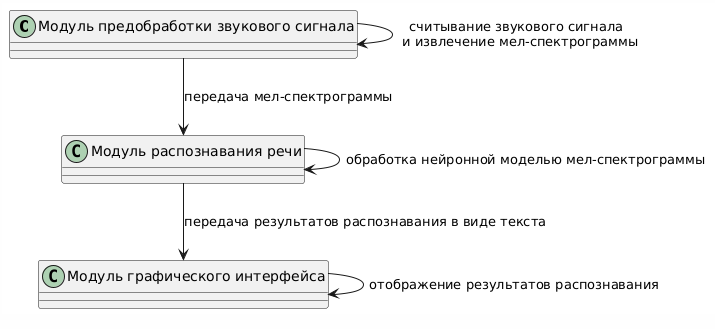 C Модуль предобработки звукового сигнала
считывание звукового сигнала
и извлечение мел-спектрограммы
передача мел-спектрограммы
C Модуль распознавания речи
обработка нейронной моделью мел-спектрограммы
передача результатов распознавания в виде текста
C Модуль графического интерфейса
отображение результатов распознавания